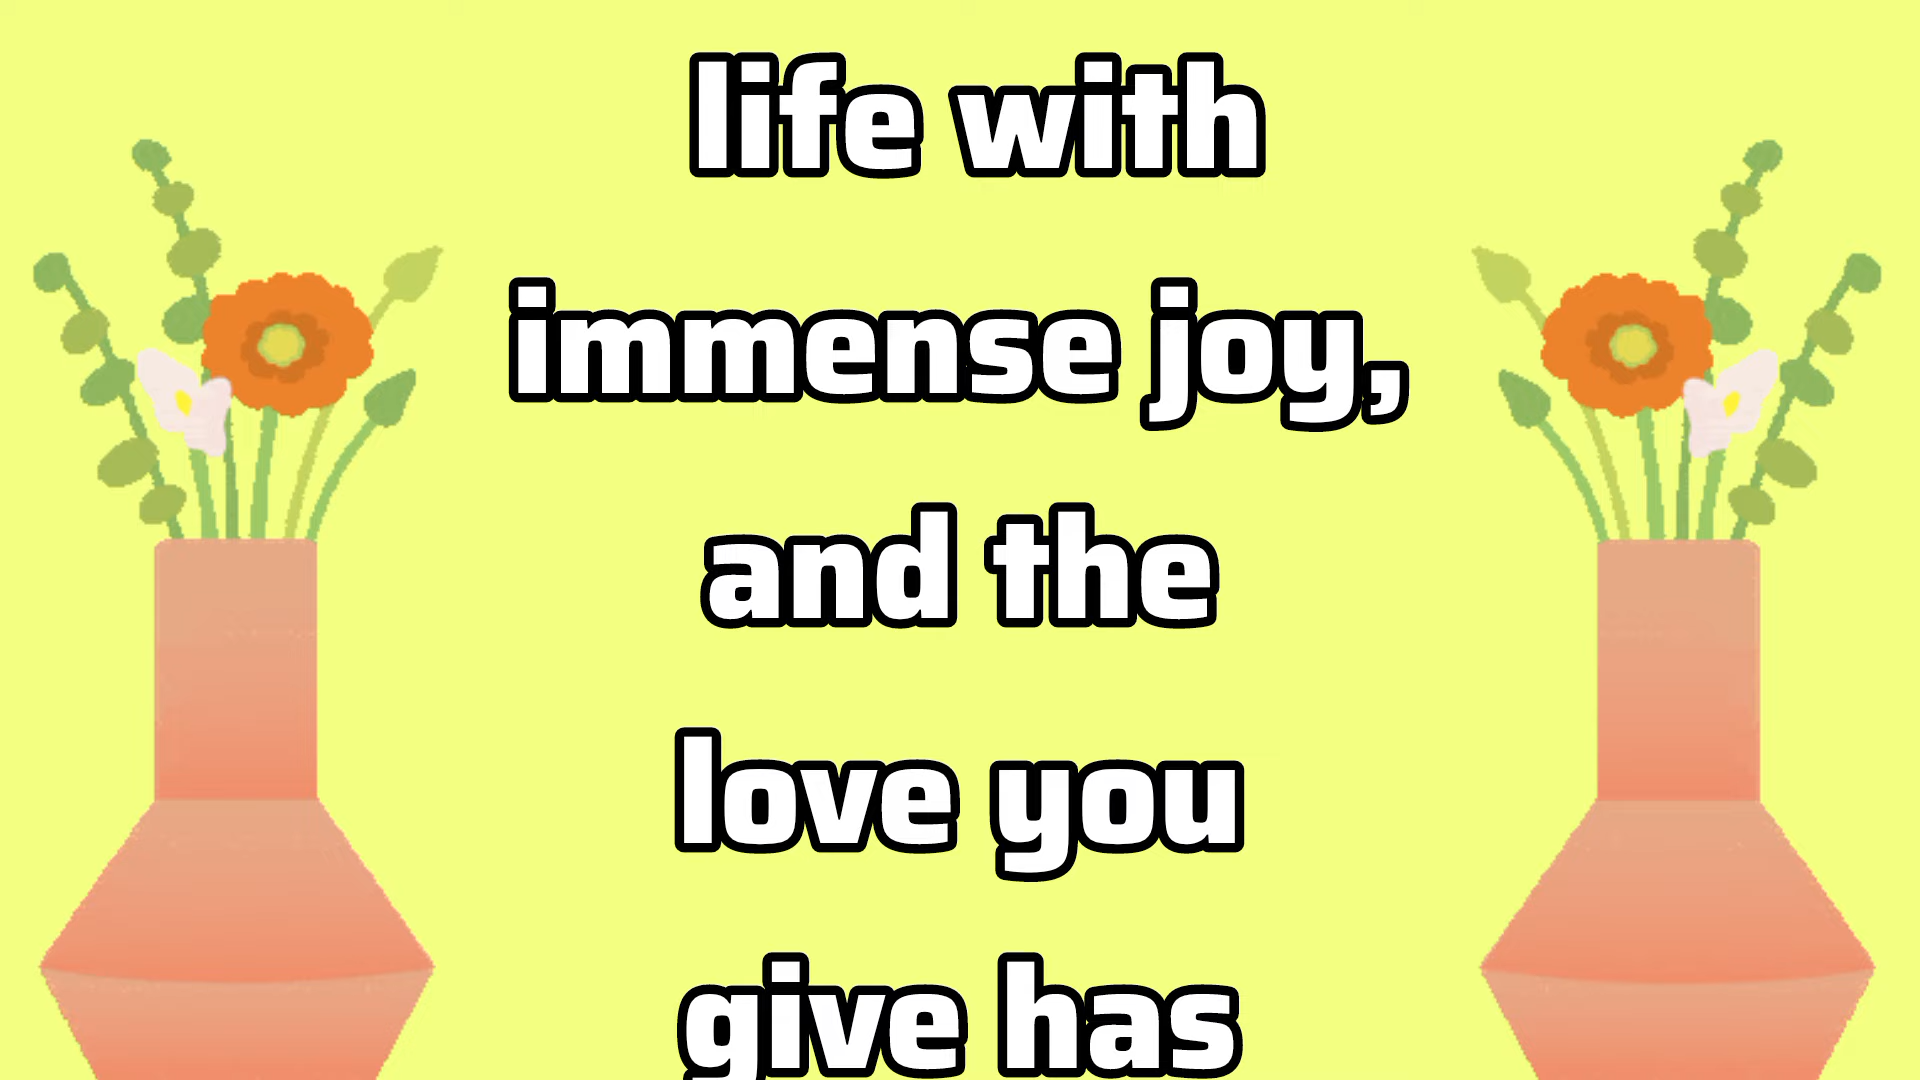 life with
immense joy,
and the
love you
give has